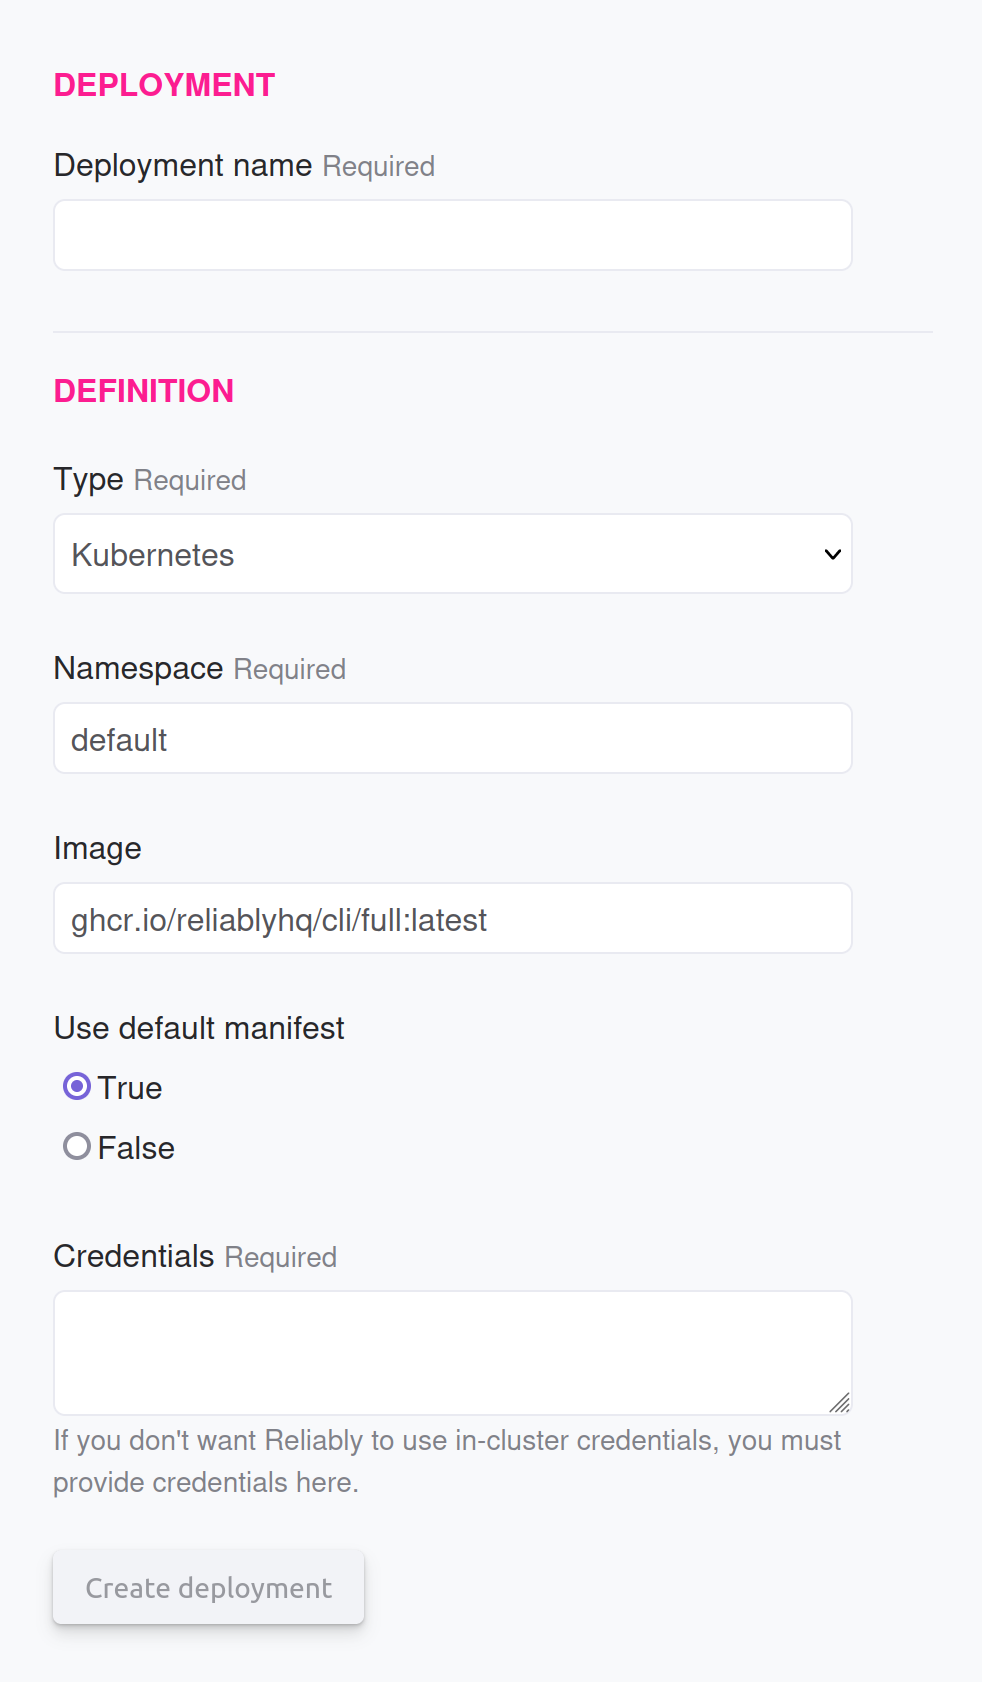 DEPLOYMENT
Deployment name Required
DEFINITION
Type Required
Kubernetes
Namespace Required
default
Image
ghcr.io/reliablyhq/cli/full:latest
Use default manifest
True
False
Credentials Required
If you don't want Reliably to use in-cluster credentials, you must
provide credentials here.
Create deployment